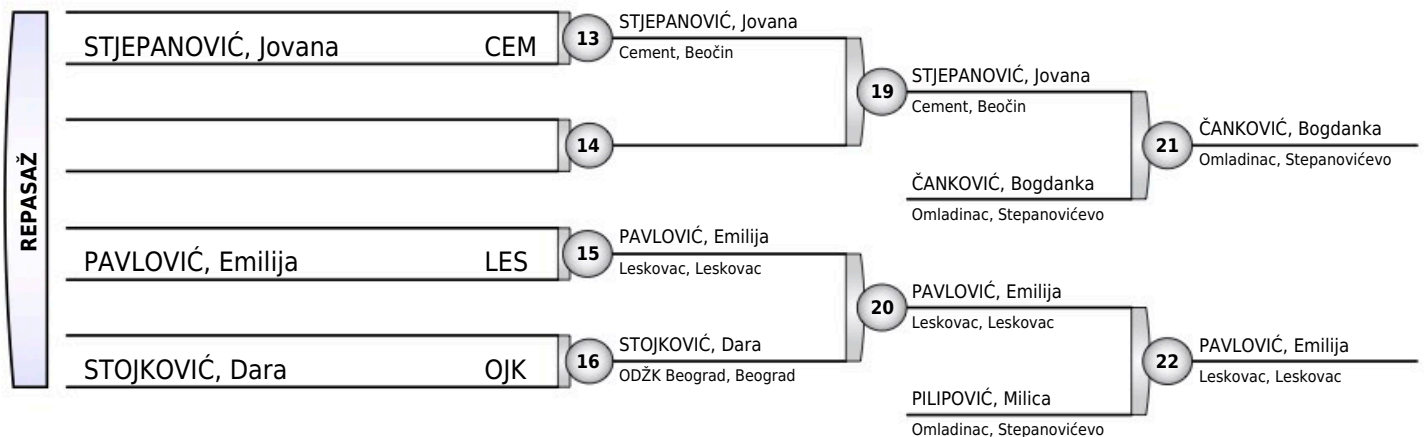 REPASAŽ
STJEPANOVIĆ, Jovana CEM
13
STJEPANOVIĆ, Jovana
Cement, Beočin
14
19
STJEPANOVIĆ, Jovana
Cement, Beočin
ČANKOVIĆ, Bogdanka
Omladinac, Stepanovićevo
21
ČANKOVIĆ, Bogdanka
Omladinac, Stepanovićevo
PAVLOVIĆ, Emilija LES
15
PAVLOVIĆ, Emilija
Leskovac, Leskovac
STOJKOVIĆ, Dara OJK
16
STOJKOVIĆ, Dara
ODŽK Beograd, Beograd
20
PAVLOVIĆ, Emilija
Leskovac, Leskovac
PILIPOVIĆ, Milica
Omladinac, Stepanovićevo
22
PAVLOVIĆ, Emilija
Leskovac, Leskovac